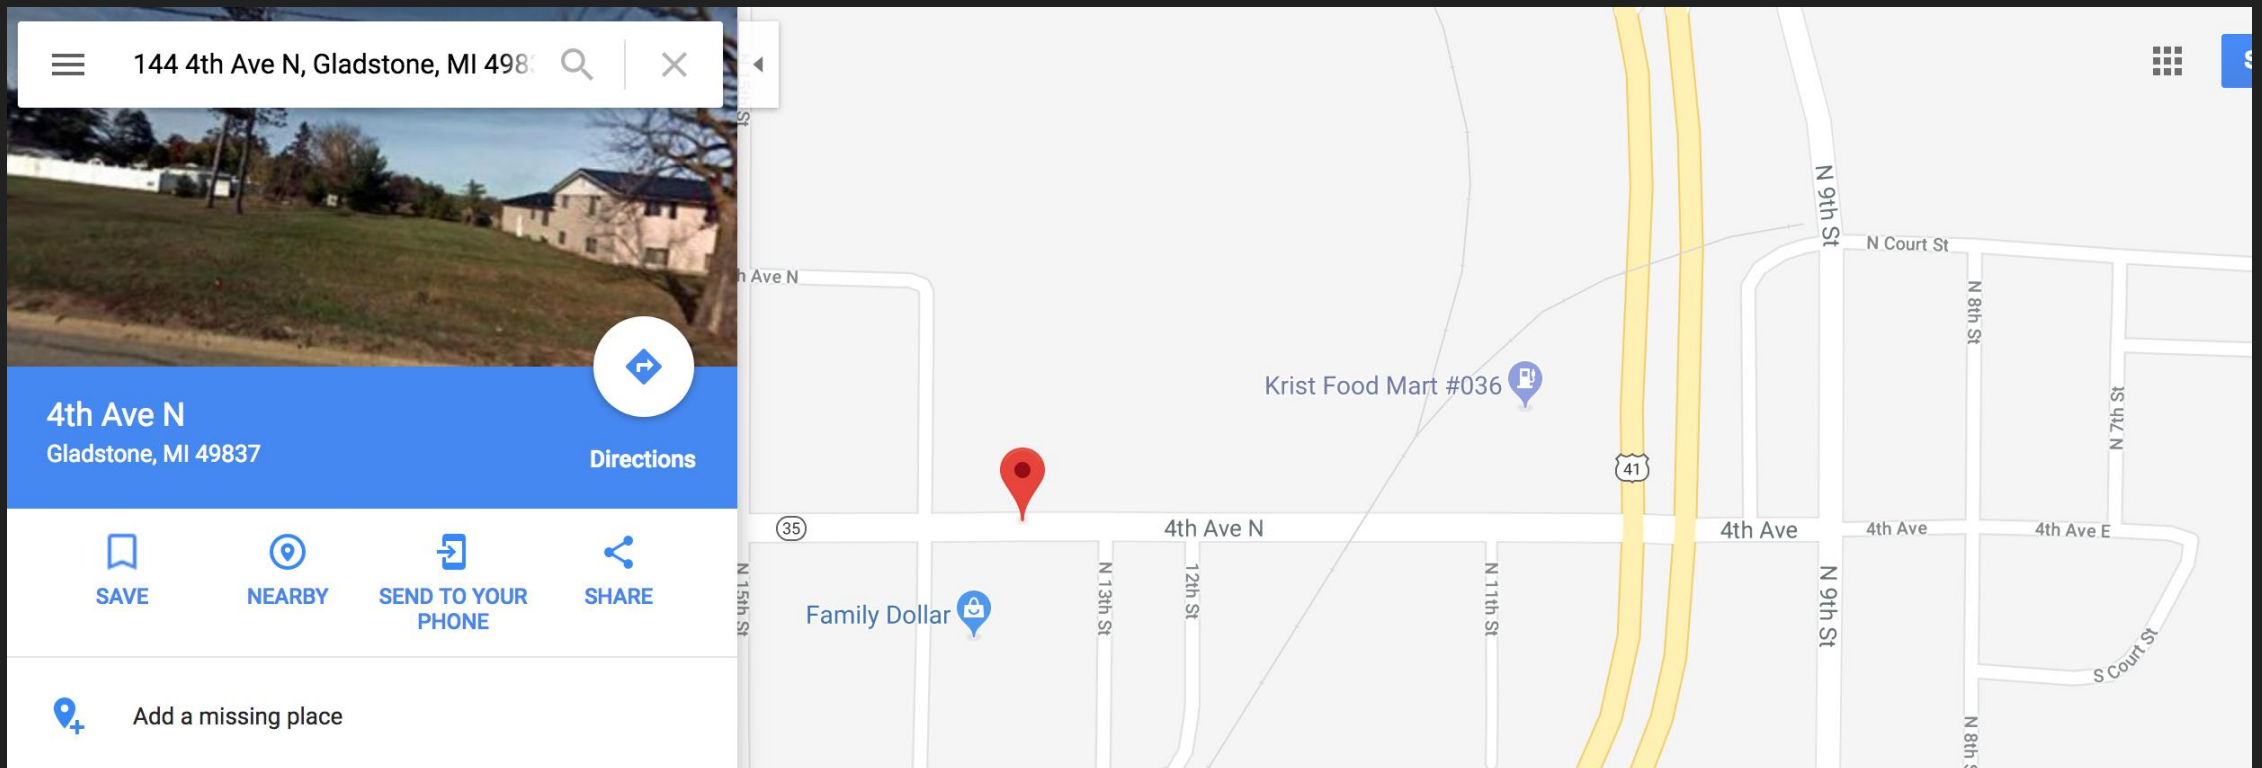 144 4th Ave N, Gladstone, MI 498
4th Ave N
Gladstone, MI 49837
Directions
SAVE
NEARBY
SEND TO YOUR
PHONE
SHARE
Add a missing place
h Ave N
N 9th St
N Court St
N 8th St
N 7th St
Krist Food Mart #036
41
35
4th Ave N
4th Ave
4th Ave
4th Ave E
N 15th St
Family Dollar
N 13th St
12th St
N 11th St
N 9th St
S Court St
N 8th S